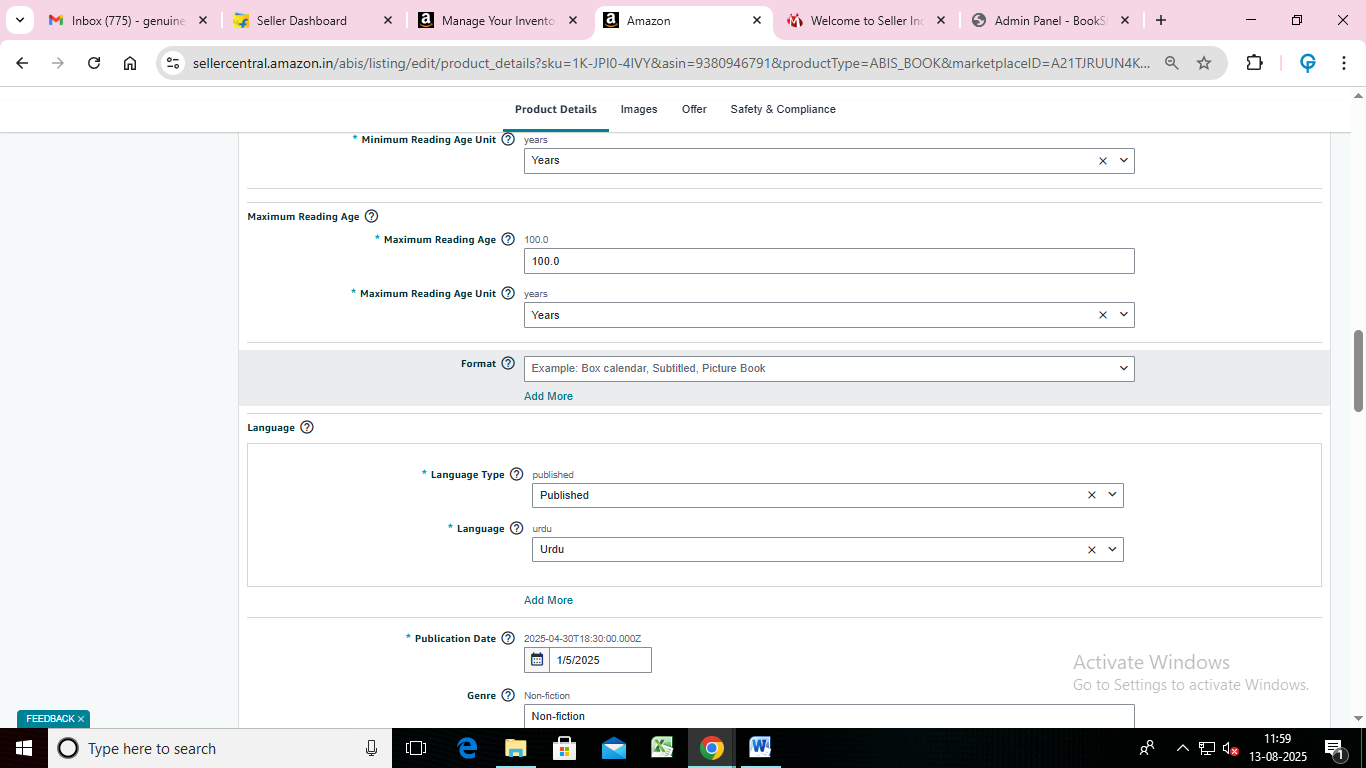 Inbox (775) - genuine
Seller Dashboard
Manage Your Invento
Amazon
Welcome to Seller In
Admin Panel - BookS
sellercentral.amazon.in/abis/listing/edit/product_details?sku=1K-JPI0-4IVY&asin=9380946791&productType=ABIS_BOOK&marketplaceID=A21TJRUUN4K...
Product Details
Images
Offer
Safety & Compliance
* Minimum Reading Age Unit ? years
Years
Maximum Reading Age ?
* Maximum Reading Age ? 100.0
100.0
* Maximum Reading Age Unit ? years
Years
Format ? Example: Box calendar, Subtitled, Picture Book
Add More
Language ?
* Language Type ? published
Published
* Language ? urdu
Urdu
Add More
* Publication Date ? 2025-04-30T18:30:00.000Z
1/5/2025
Genre ? Non-fiction
Non-fiction
Activate Windows
Go to Settings to activate Windows.
FEEDBACK
Type here to search
11:59
13-08-2025
1